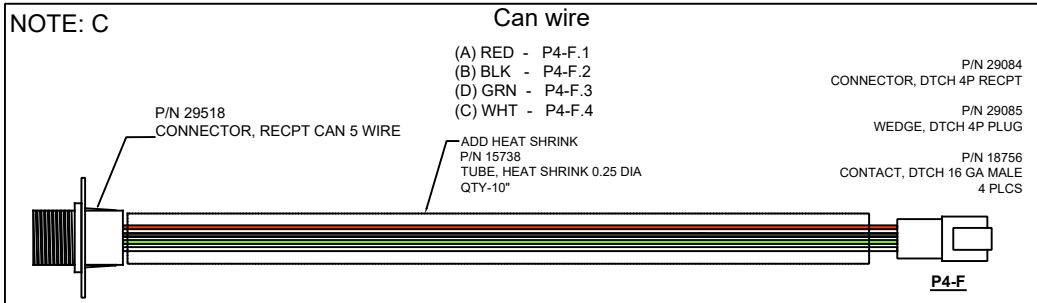 NOTE: C
Can wire
(A) RED - P4-F.1
(B) BLK - P4-F.2
(D) GRN - P4-F.3
(C) WHT - P4-F.4
P/N 29518
CONNECTOR, RECPT CAN 5 WIRE
ADD HEAT SHRINK
P/N 15738
TUBE, HEAT SHRINK 0.25 DIA
QTY-10"
P/N 29084
CONNECTOR, DTCH 4P RECPT
P/N 29085
WEDGE, DTCH 4P PLUG
P/N 18756
CONTACT, DTCH 16 GA MALE
4 PLCS
P4-F